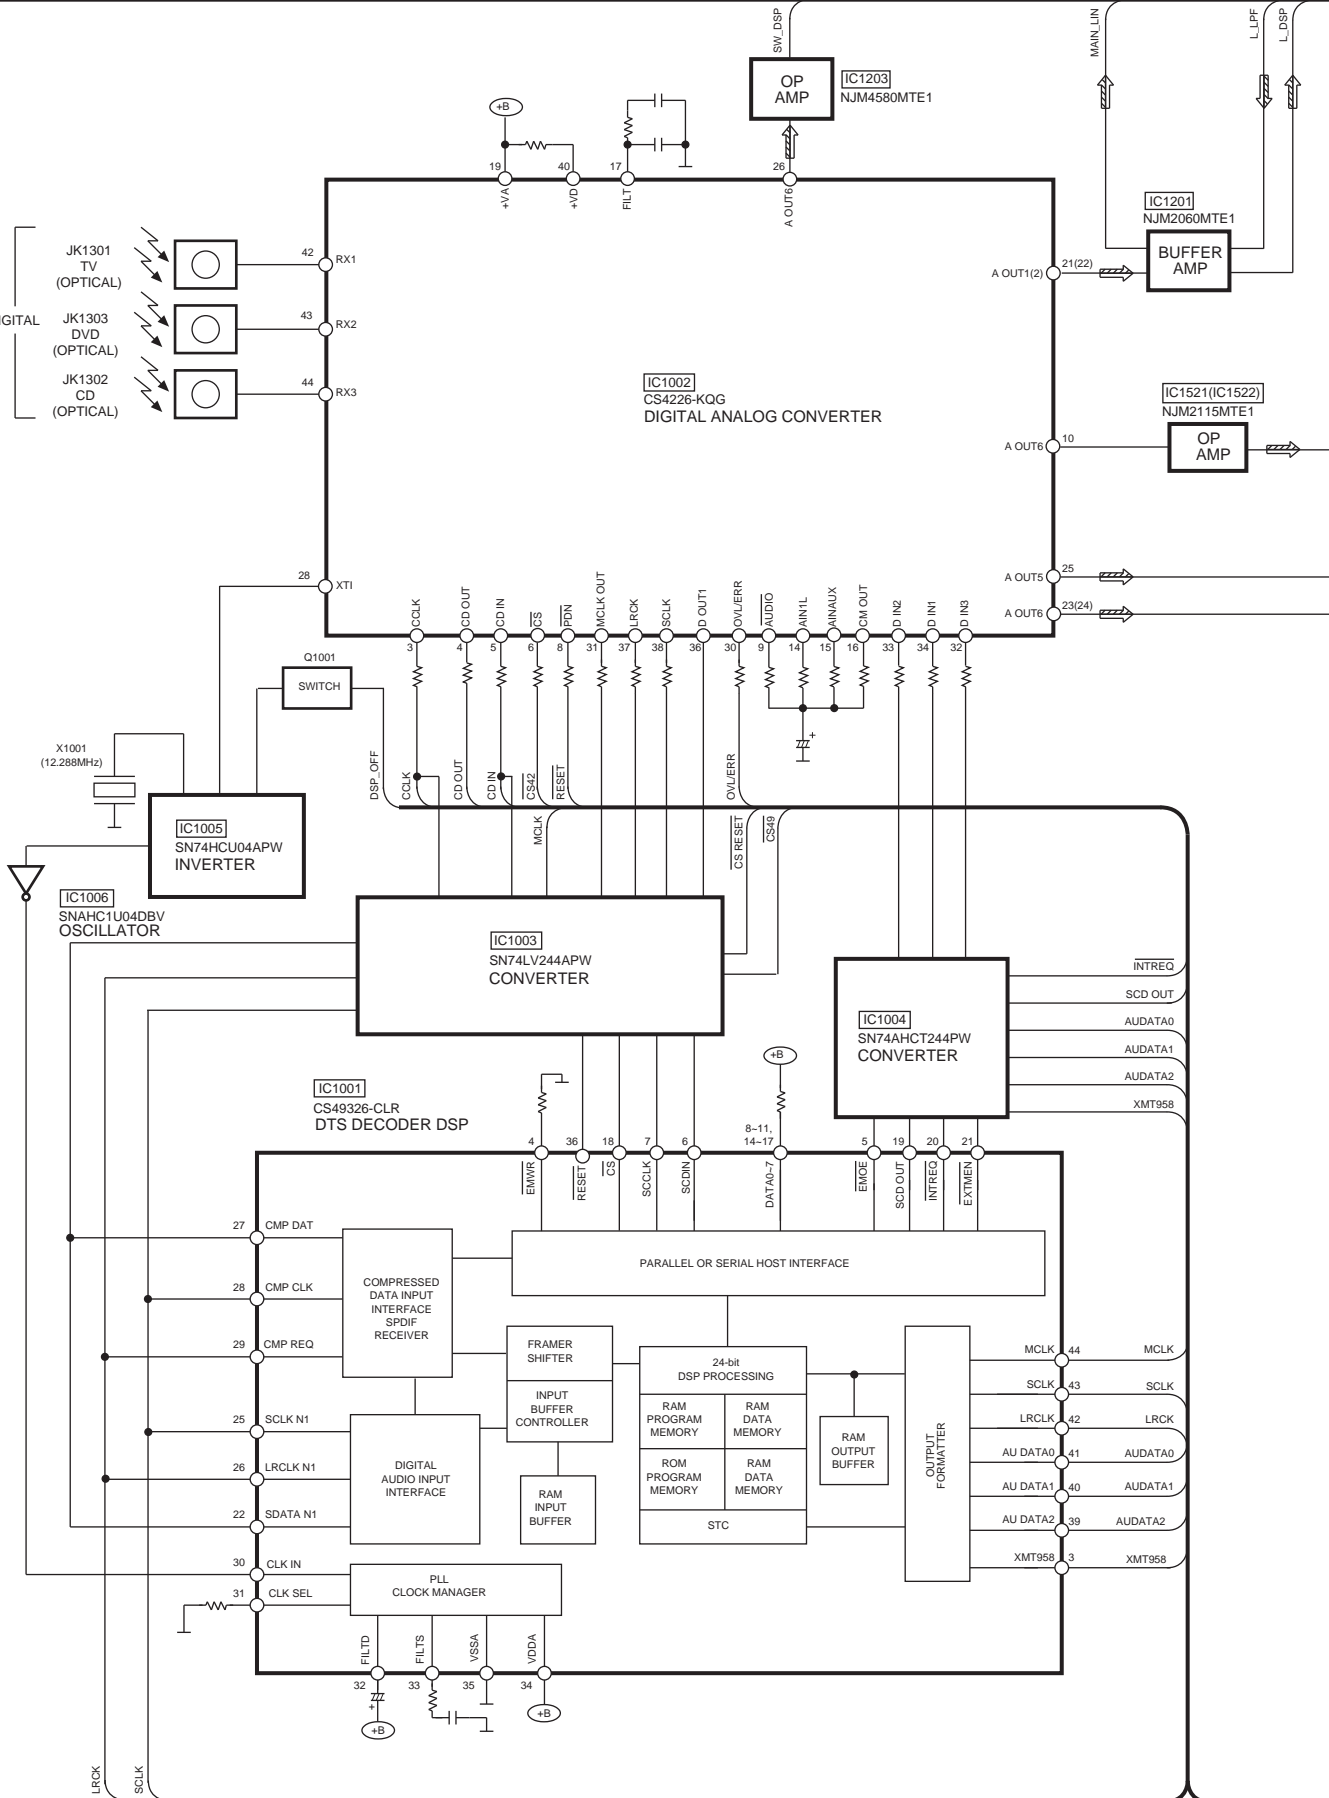 SW_DSP
MAIN_LIN
L_LPF
L_DSP
OP
AMP
IC1203
NJM4580MTE1
+B
19
40
17
26
+VA
+VD
FILT
A OUT6
IC1201
NJM2060MTE1
BUFFER
AMP
JK1301
TV
(OPTICAL)
42
RX1
A OUT1(2)
21(22)
JK1303
DVD
(OPTICAL)
43
RX2
JK1302
CD
(OPTICAL)
44
RX3
IC1002
CS4226-KQG
DIGITAL ANALOG CONVERTER
IC1521(IC1522)
NJM2115MTE1
OP
AMP
A OUT6
10
28
XTI
A OUT5
25
A OUT6
23(24)
CCLK
CD OUT
CD IN
CS
PDN
MCLK OUT
LRCK
SCLK
D OUT1
OVL/ERR
AUDIO
AIN1L
AINAUX
CM OUT
D IN2
D IN1
D IN3
3
4
5
6
8
31
37
38
36
30
9
14
15
16
33
34
32
Q1001
SWITCH
+
X1001
(12.288MHz)
DSP_OFF
CCLK
CD OUT
CD IN
CS42
RESET
OVL/ERR
MCLK
CS RESET
CS49
IC1005
SN74HCU04APW
INVERTER
IC1006
SNAHC1U04DBV
OSCILLATOR
IC1003
SN74LV244APW
CONVERTER
IC1004
SN74AHCT244PW
CONVERTER
INTREQ
SCD OUT
AUDATA0
AUDATA1
AUDATA2
XMT958
+B
IC1001
CS49326-CLR
DTS DECODER DSP
4
36
18
7
6
8~11,
14~17
5
19
20
21
EMWR
RESET
CS
SCCLK
SCDIN
DATA0~7
EMOE
SCD OUT
INTREQ
EXTMEN
27
CMP DAT
28
CMP CLK
29
CMP REQ
25
SCLK N1
26
LRCLK N1
22
SDATA N1
30
CLK IN
31
CLK SEL
COMPRESSED
DATA INPUT
INTERFACE
SPDIF
RECEIVER
PARALLEL OR SERIAL HOST INTERFACE
FRAMER
SHIFTER
INPUT
BUFFER
CONTROLLER
DIGITAL
AUDIO INPUT
INTERFACE
RAM
INPUT
BUFFER
24-bit
DSP PROCESSING
RAM
PROGRAM
MEMORY
RAM
DATA
MEMORY
ROM
PROGRAM
MEMORY
RAM
DATA
MEMORY
STC
RAM
OUTPUT
BUFFER
OUTPUT
FORMATTER
MCLK
44
MCLK
SCLK
43
SCLK
LRCLK
42
LRCK
AU DATA0
41
AUDATA0
AU DATA1
40
AUDATA1
AU DATA2
39
AUDATA2
XMT958
3
XMT958
PLL
CLOCK MANAGER
FILTD
FILTS
VSSA
VDDA
32
33
35
34
+
+B
+B
LRCK
SCLK